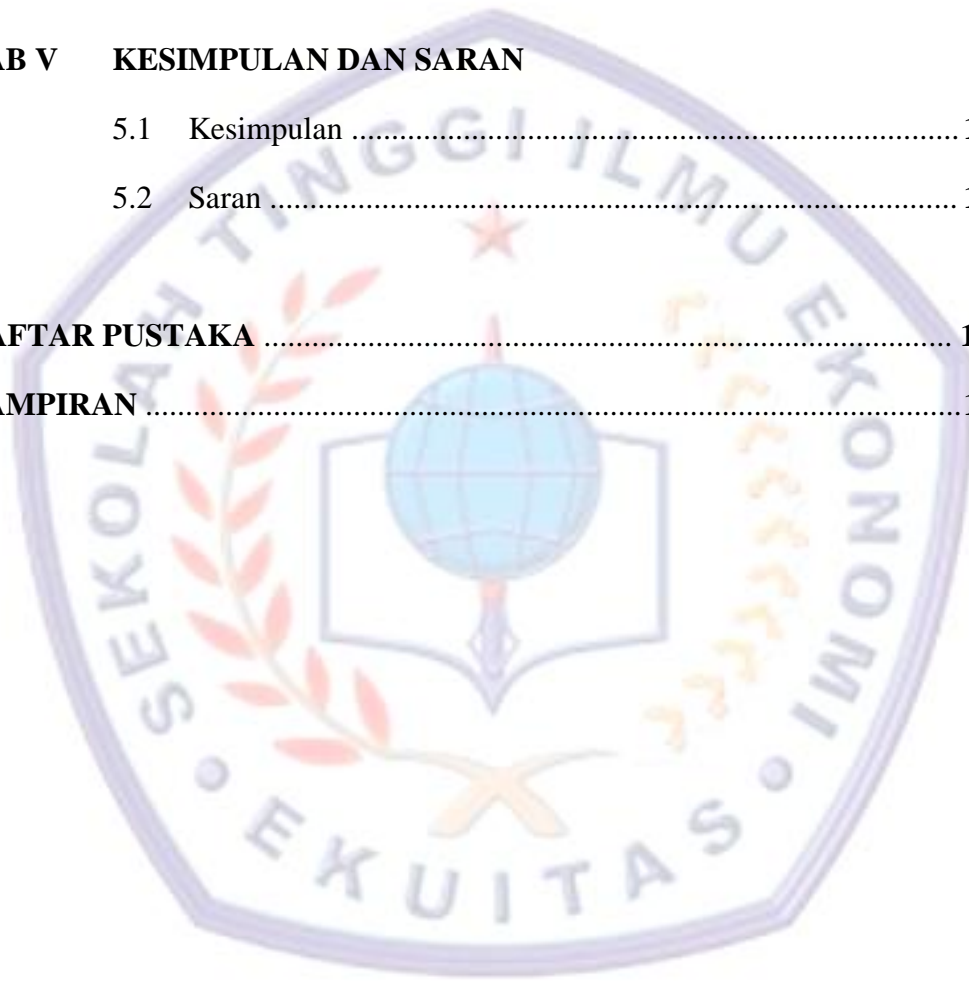 AB V KESIMPULAN DAN SARAN
5.1 Kesimpulan ............................................................................ 1
5.2 Saran ...................................................................................... 1
AFTAR PUSTAKA ...................................................................................... 1
AMPIRAN ...................................................................................................... 1
SEKOLAH TINGGI ILMU EKONOMI
EKUITAS